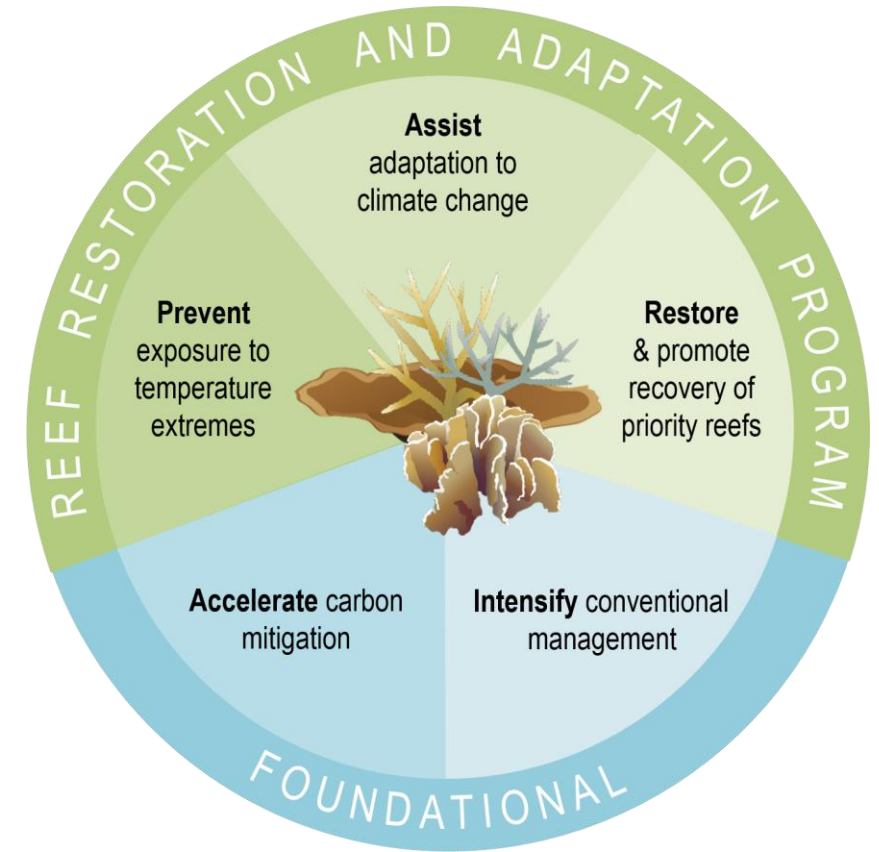 REEF RESTORATION AND ADAPTATION PROGRAM
Assist
adaptation to
climate change
Prevent
exposure to
temperature
extremes
Restore
& promote
recovery of
priority reefs
Accelerate carbon
mitigation
Intensify conventional
management
FOUNDATIONAL